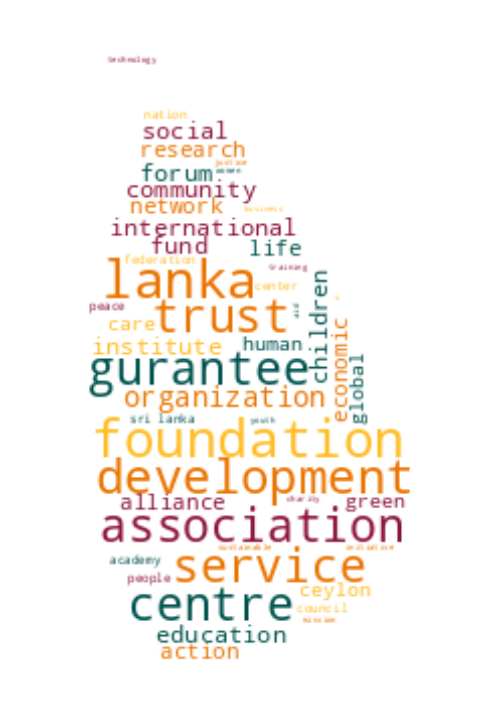 technology
nation
social
research
justice
forum women
community
network business
international
fund life
federation
training
lanka center
children
peace trust aid
care economic
institute human
gurantee global
organization
sri lanka youth
foundation
development
alliance charity green
association
sustainable initiative
academy service
people
centre ceylon
council
mission
education
action